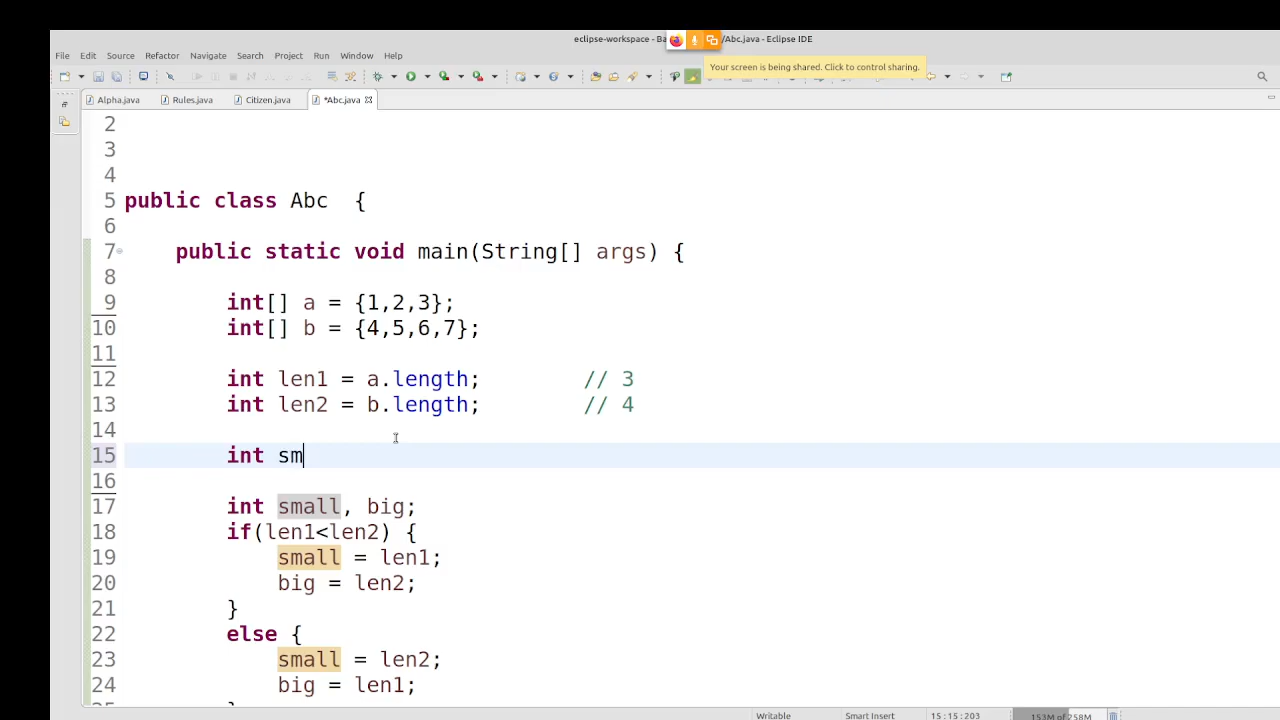 eclipse-workspace - Ba /Abc.java - Eclipse IDE
File Edit Source Refactor Navigate Search Project Run Window Help
Your screen is being shared. Click to control sharing.
Alpha.java Rules.java Citizen.java *Abc.java
2
3
4
5 public class Abc  {
6
7     public static void main(String[] args) {
8
9         int[] a = {1,2,3};
10         int[] b = {4,5,6,7};
11
12         int len1 = a.length;        // 3
13         int len2 = b.length;        // 4
14
15         int sm
16
17         int small, big;
18         if(len1<len2) {
19             small = len1;
20             big = len2;
21         }
22         else {
23             small = len2;
24             big = len1;
Writable Smart Insert 15 : 15 : 203 153M of 258M